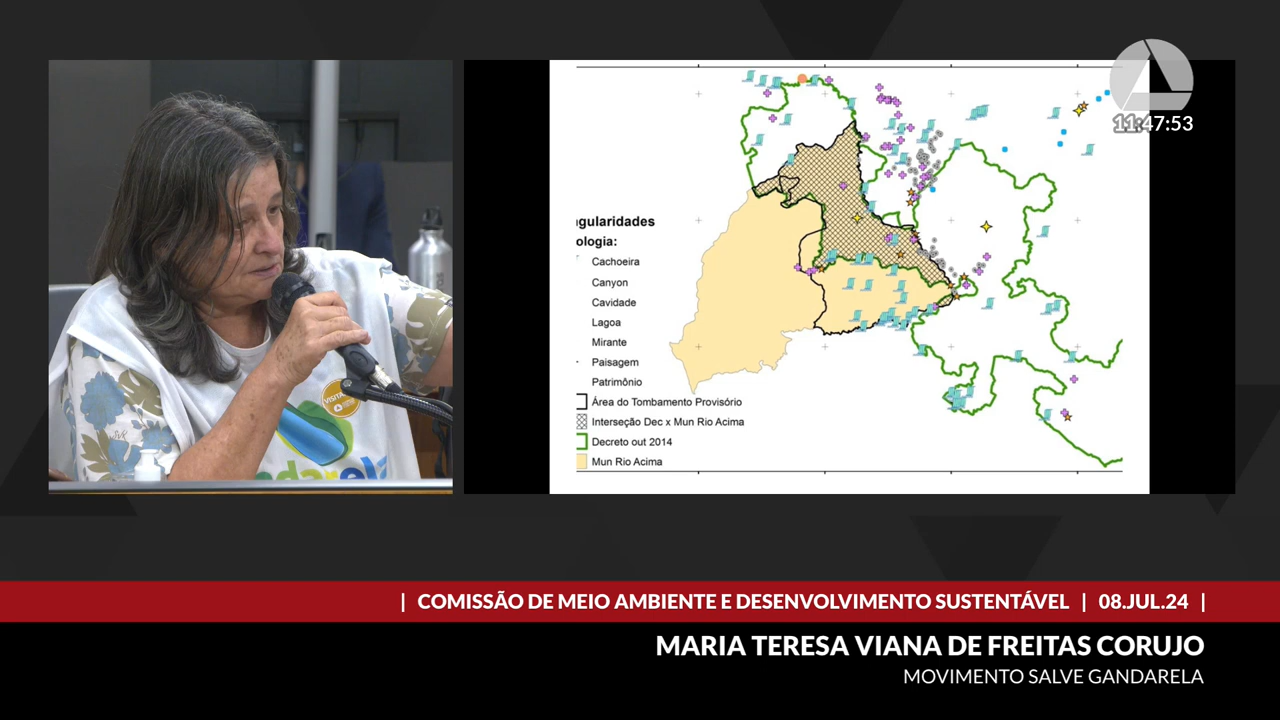 11:47:53
gularidades
ologia:
Cachoeira
Canyon
Cavidade
Lagoa
Mirante
Paisagem
Patrimônio
Área do Tombamento Provisório
Interseção Dec x Mun Rio Acima
Decreto out 2014
Mun Rio Acima
| COMISSÃO DE MEIO AMBIENTE E DESENVOLVIMENTO SUSTENTÁVEL | 08.JUL.24 |
MARIA TERESA VIANA DE FREITAS CORUJO
MOVIMENTO SALVE GANDARELA